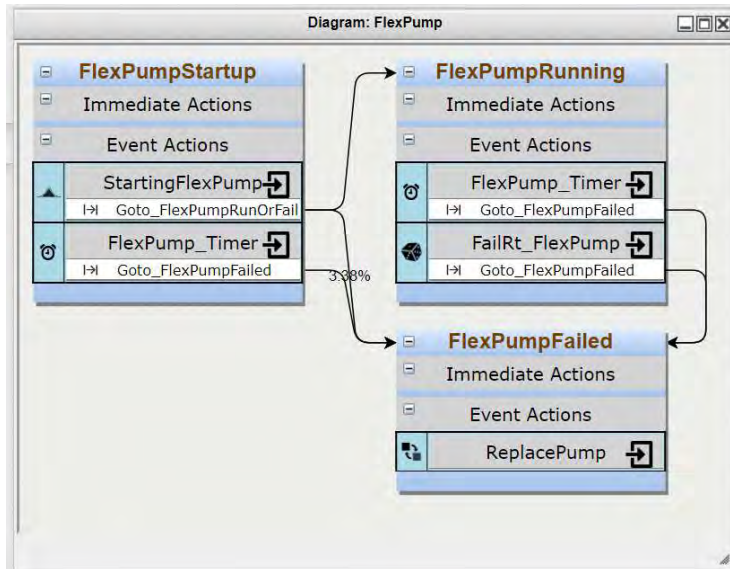 Diagram: FlexPump
FlexPumpStartup
Immediate Actions
Event Actions
StartingFlexPump
Goto_FlexPumpRunOrFail
FlexPump_Timer
Goto_FlexPumpFailed
3.38%
FlexPumpRunning
Immediate Actions
Event Actions
FlexPump_Timer
Goto_FlexPumpFailed
FailRt_FlexPump
Goto_FlexPumpFailed
FlexPumpFailed
Immediate Actions
Event Actions
ReplacePump